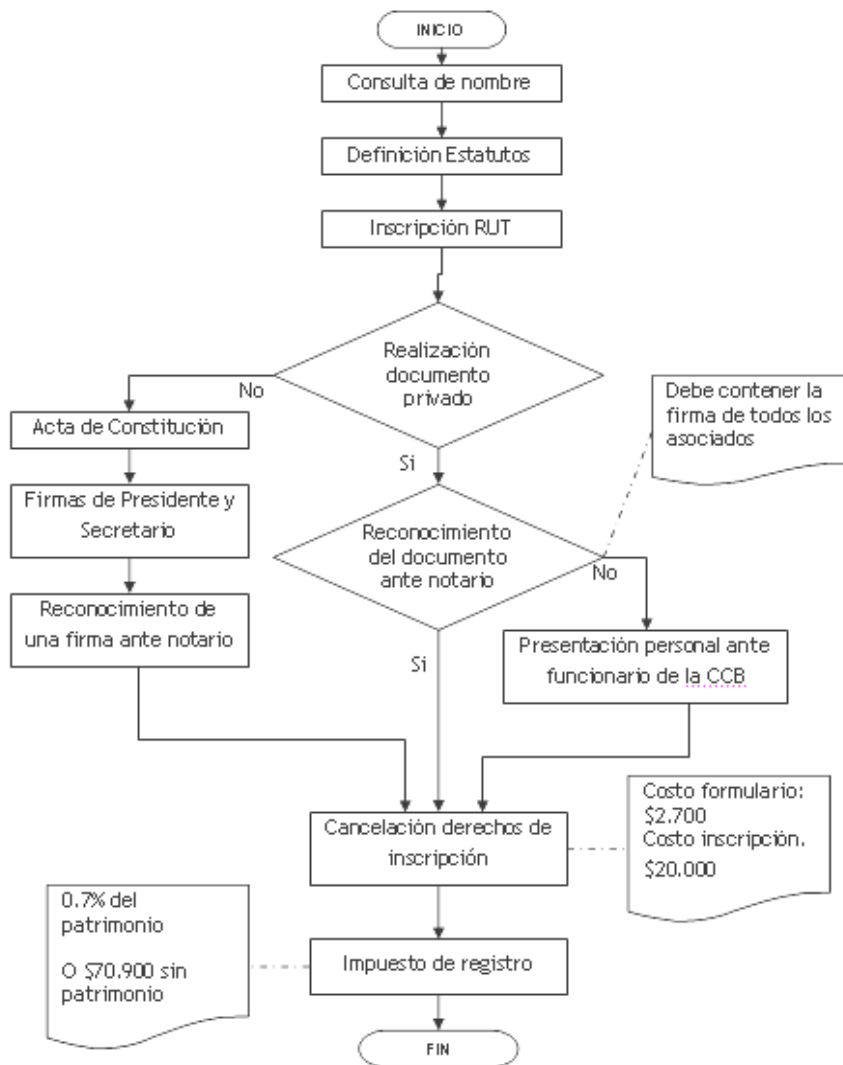 INICIO
Consulta de nombre
Definición Estatutos
Inscripción RUT
Realización
documento
privado
No
Si
Debe contener la
firma de todos los
asociados
Acta de Constitución
Firmas de Presidente y
Secretario
Reconocimiento de
una firma ante notario
Reconocimiento
del documento
ante notario
No
Si
Presentación personal ante
funcionario de la CCB
Cancelación derechos de
inscripción
Costo formulario:
$2.700
Costo inscripción.
$20.000
0.7% del
patrimonio
O $70.900 sin
patrimonio
Impuesto de registro
FIN